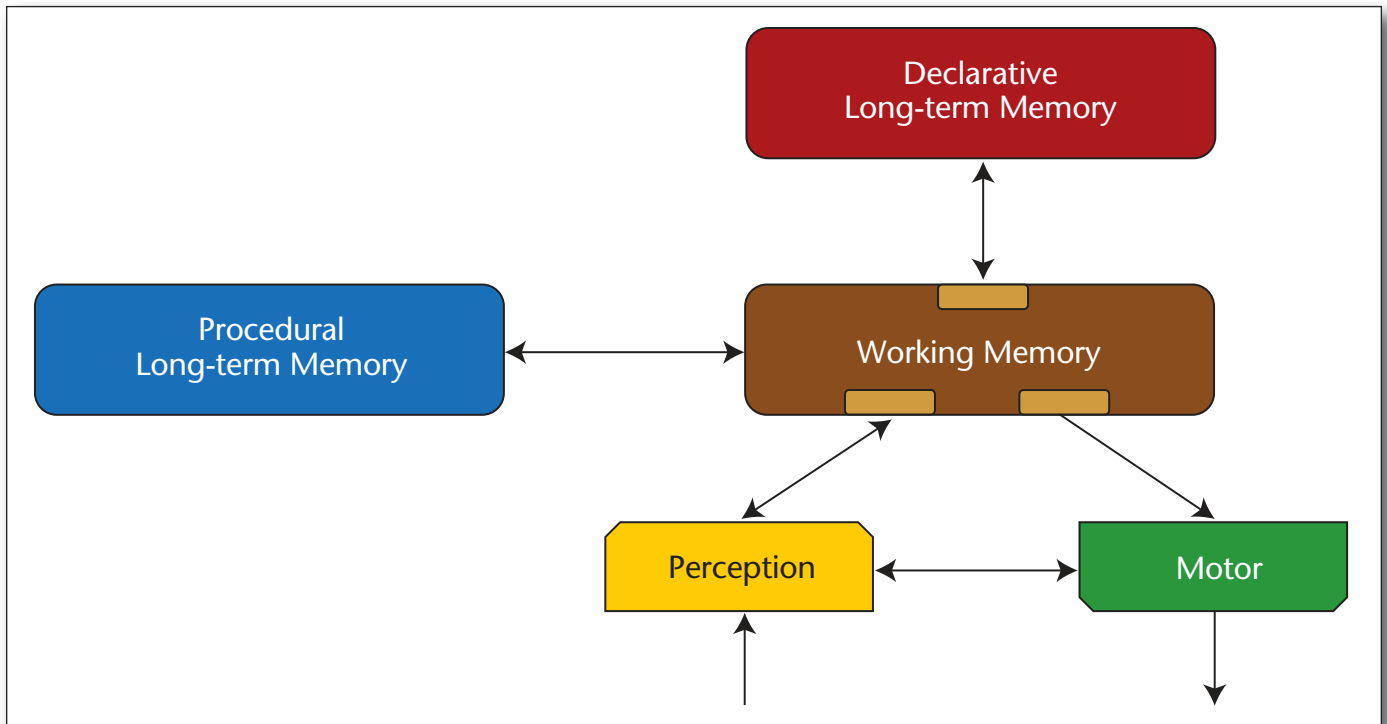 Declarative
Long-term Memory
Procedural
Long-term Memory
Working Memory
Perception
Motor